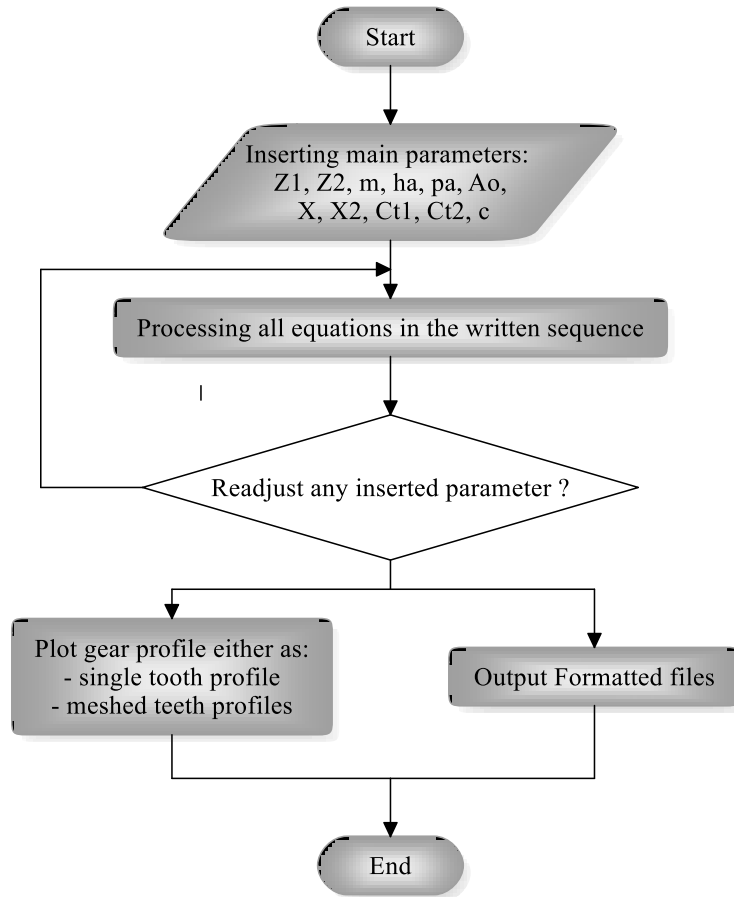 Start
Inserting main parameters:
Z1, Z2, m, ha, pa, Ao,
X, X2, Ct1, Ct2, c
Processing all equations in the written sequence
Readjust any inserted parameter ?
Plot gear profile either as:
- single tooth profile
- meshed teeth profiles
Output Formatted files
End